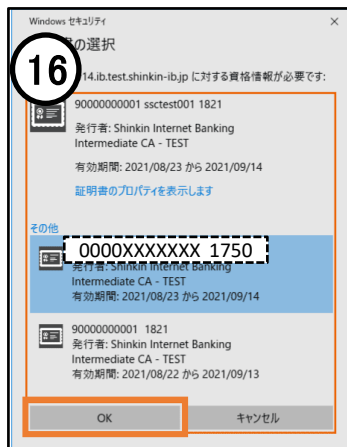 Windows セキュリティ
の選択
16
14.ib.test.shinkin-ib.jp に対する資格情報が必要です:
90000000001 ssctest001 1821
発行者: Shinkin Internet Banking
Intermediate CA - TEST
有効期間: 2021/08/23 から 2021/09/14
証明書のプロパティを表示します
その他
0000XXXXXXX 1750
発行者: Shinkin Internet Banking
Intermediate CA - TEST
有効期間: 2021/08/23 から 2021/09/14
90000000001 1821
発行者: Shinkin Internet Banking
Intermediate CA - TEST
有効期間: 2021/08/22 から 2021/09/13
OK
キャンセル